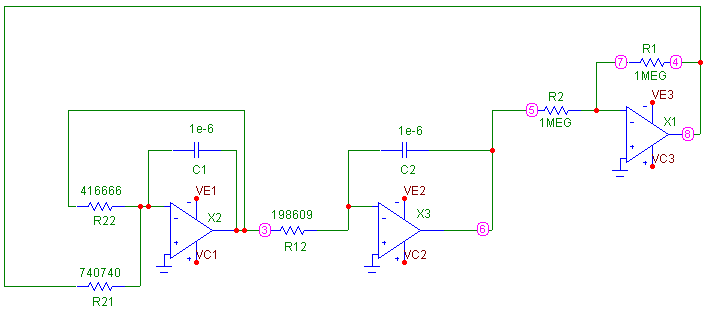 7
R1
4
1MEG
5
R2
1MEG
VE3
X1
8
VC3
1e-6
C1
1e-6
C2
416666
R22
VE1
X2
VC1
3
198609
R12
VE2
X3
6
VC2
740740
R21